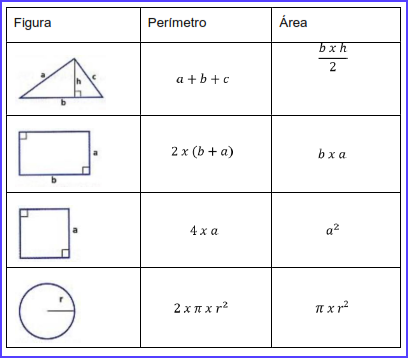 Figura Perímetro Área
a c h b
a + b + c
b x h
2
a b
2 x (b + a)
b x a
a
4 x a
a²
r
2 x π x r²
π x r²